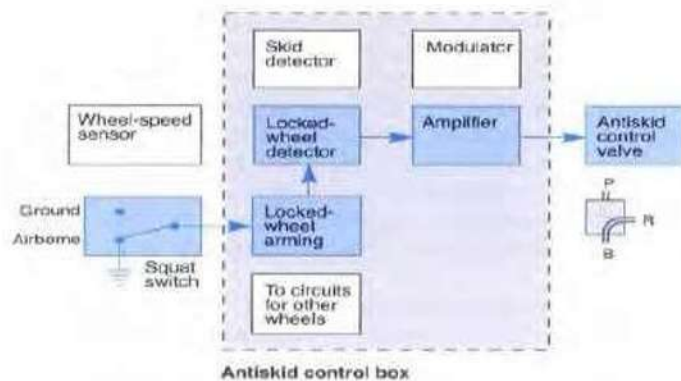 Skid
detector
Modulator
Wheel-speed
sensor
Locked-
wheel
detector
Amplifier
Antiskid
control
valve
Ground
Airborne
Squat
switch
Locked-
wheel
arming
P
R
B
To circuits
for other
wheels
Antiskid control box